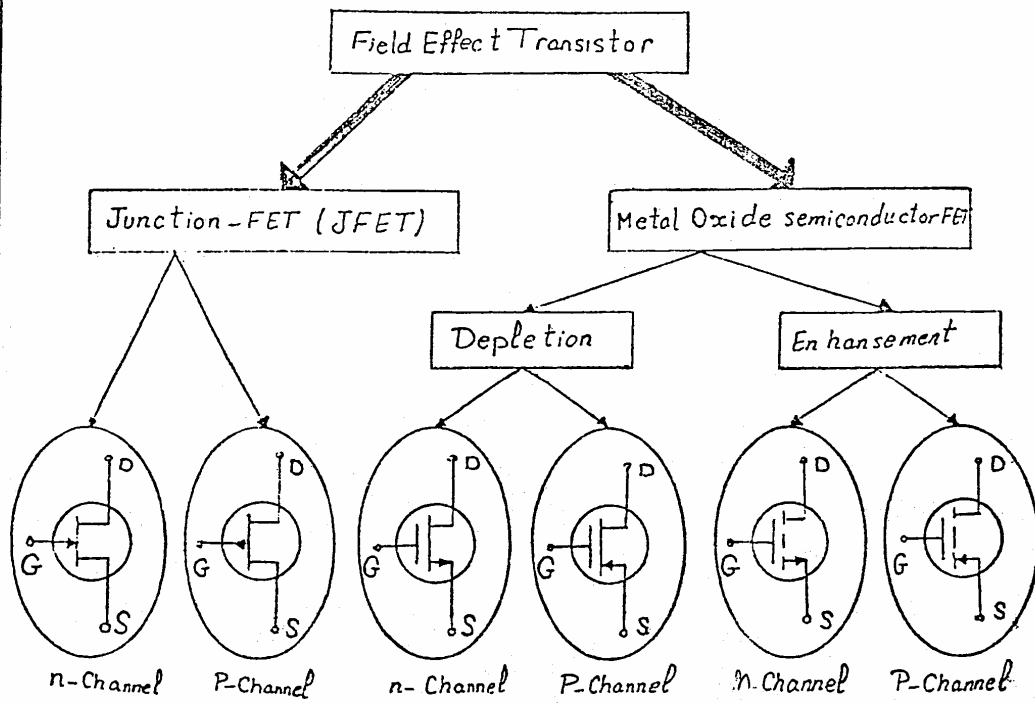 Field Effect Transistor
Junction-FET (JFET)
Metal Oxide semiconductor FET
Depletion
Enhansement
D
G
S
n-Channel
D
G
S
P-Channel
D
G
S
n-Channel
D
G
S
P-Channel
D
G
S
n-Channel
D
G
S
P-Channel